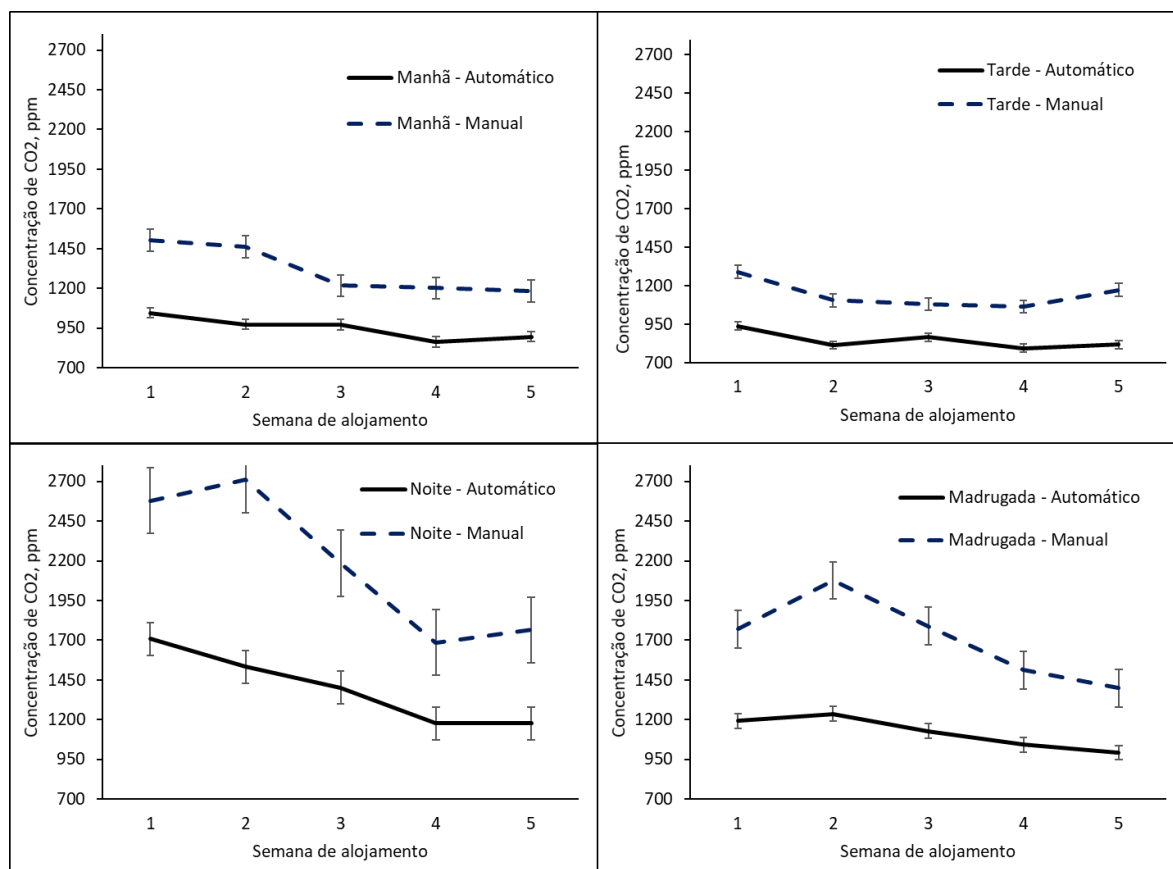 Concentração de CO2, ppm
2700
2450
2200
1950
1700
1450
1200
950
700
Manhã - Automático
Manhã - Manual
1 2 3 4 5
Semana de alojamento
Concentração de CO2, ppm
2700
2450
2200
1950
1700
1450
1200
950
700
Tarde - Automático
Tarde - Manual
1 2 3 4 5
Semana de alojamento
Concentração de CO2, ppm
2700
2450
2200
1950
1700
1450
1200
950
700
Noite - Automático
Noite - Manual
1 2 3 4 5
Semana de alojamento
Concentração de CO2, ppm
2700
2450
2200
1950
1700
1450
1200
950
700
Madrugada - Automático
Madrugada - Manual
1 2 3 4 5
Semana de alojamento